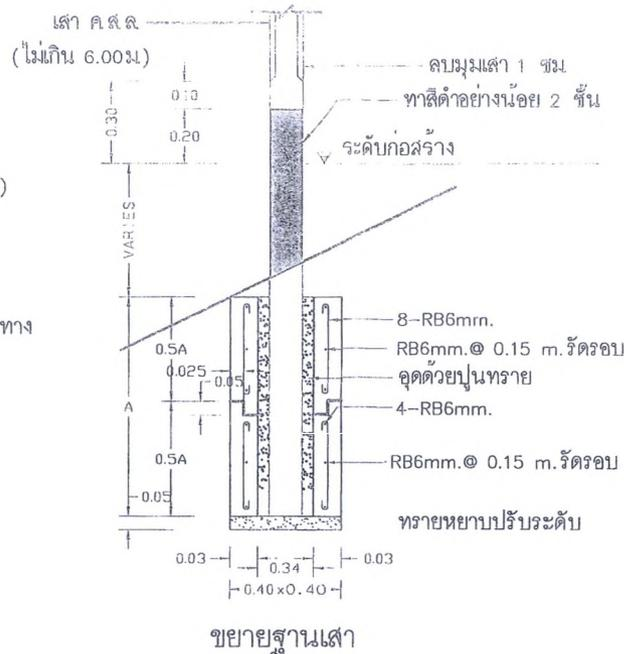 เสา ค.ส.ล.
(ไม่เกิน 6.00ม.)
ลบมุมเสา 1 ซม
ทาสีดำอย่างน้อย 2 ชั้น
0.10
0.30
0.20
ระดับก่อสร้าง
)
VARIES
ทาง
8-RB6mm.
0.5A
RB6mm.@ 0.15 m.รัดรอบ
0.025
อุดด้วยปูนทราย
0.05
A
4-RB6mm.
0.5A
RB6mm.@ 0.15 m.รัดรอบ
0.05
ทรายหยาบปรับระดับ
0.03
0.34
0.03
0.40x0.40
ขยายฐานเสา